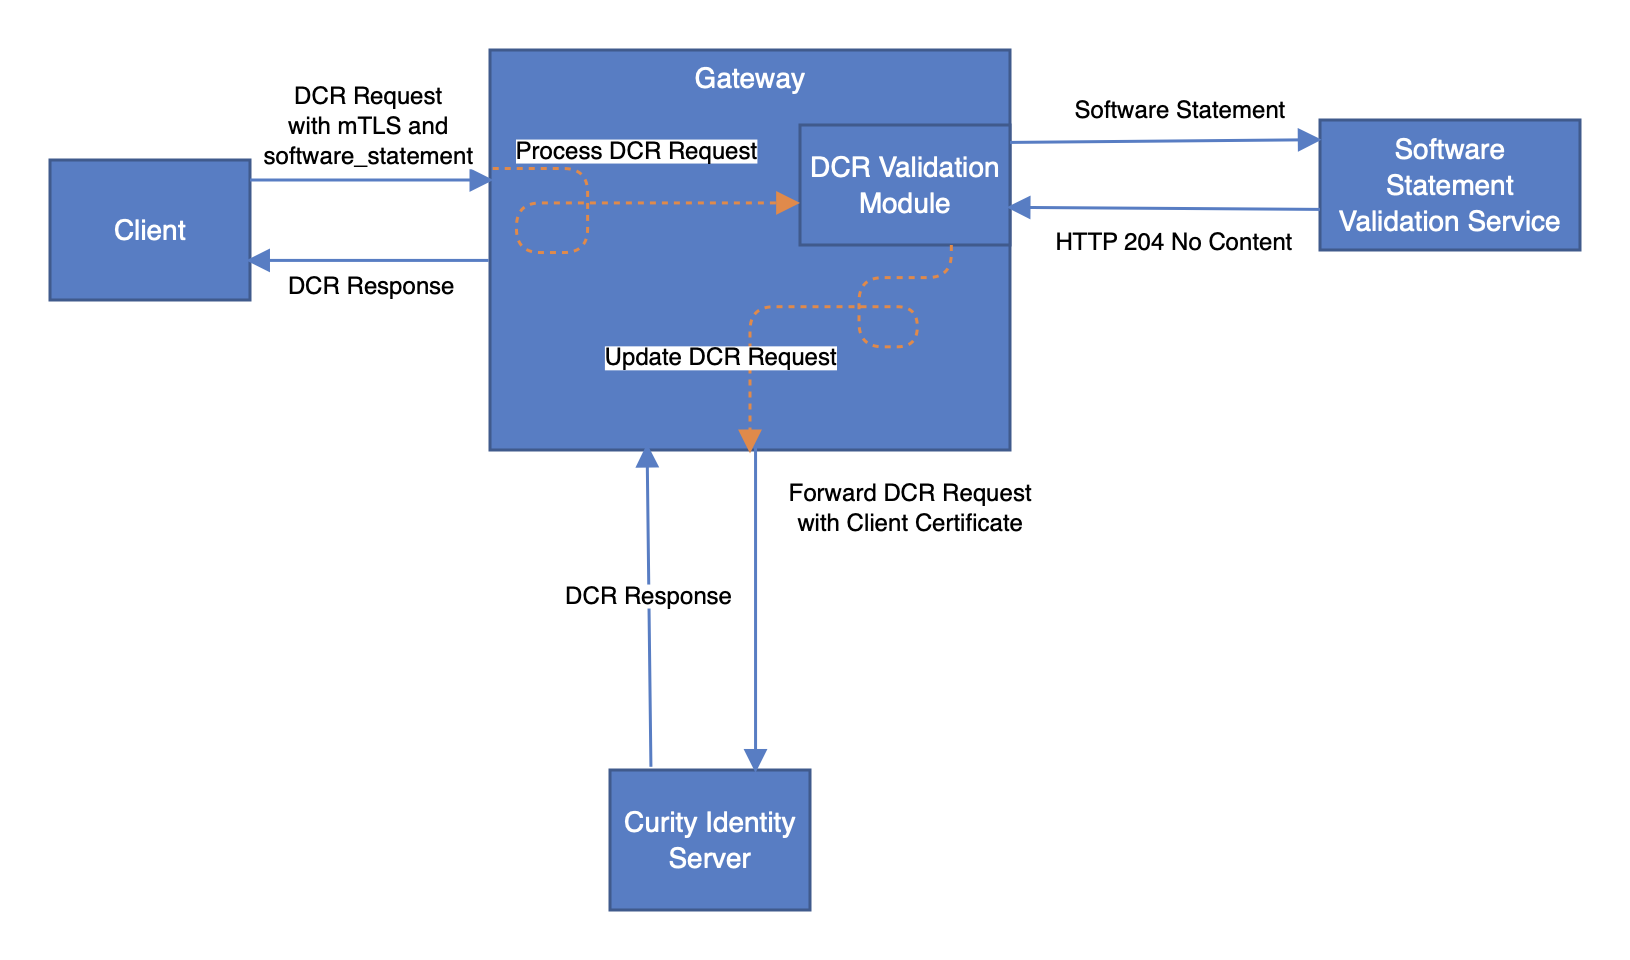 Gateway
DCR Request
with mTLS and
software_statement
Process DCR Request
DCR Validation
Module
Software Statement
Software
Statement
Validation Service
Client
HTTP 204 No Content
DCR Response
Update DCR Request
Forward DCR Request
with Client Certificate
DCR Response
Curity Identity
Server